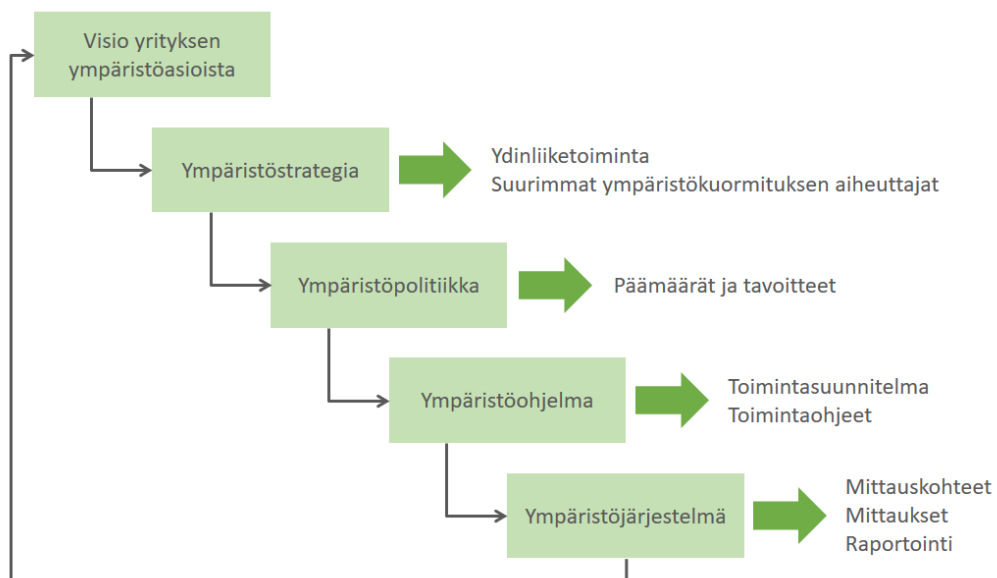 Visio yrityksen
ympäristöasioista
Ympäristöstrategia
Ydinliiketoiminta
Suurimmat ympäristökuormituksen aiheuttajat
Ympäristöpolitiikka
Päämäärät ja tavoitteet
Ympäristöohjelma
Toimintasuunnitelma
Toimintaohjeet
Ympäristöjärjestelmä
Mittauskohteet
Mittaukset
Raportointi